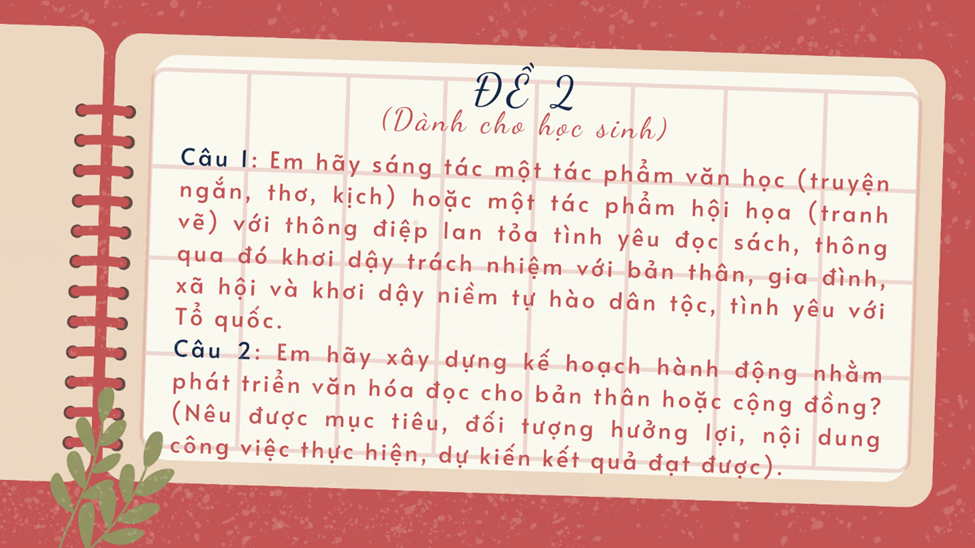 ĐỀ 2
(Dành cho học sinh)
Câu 1: Em hãy sáng tác một tác phẩm văn học (truyện
ngắn, thơ, kịch) hoặc một tác phẩm hội họa (tranh
vẽ) với thông điệp lan tỏa tình yêu đọc sách, thông
qua đó khơi dậy trách nhiệm với bản thân, gia đình,
xã hội và khơi dậy niềm tự hào dân tộc, tình yêu với
Tổ quốc.
Câu 2: Em hãy xây dựng kế hoạch hành động nhằm
phát triển văn hóa đọc cho bản thân hoặc cộng đồng?
(Nêu được mục tiêu, đối tượng hưởng lợi, nội dung
công việc thực hiện, dự kiến kết quả đạt được).